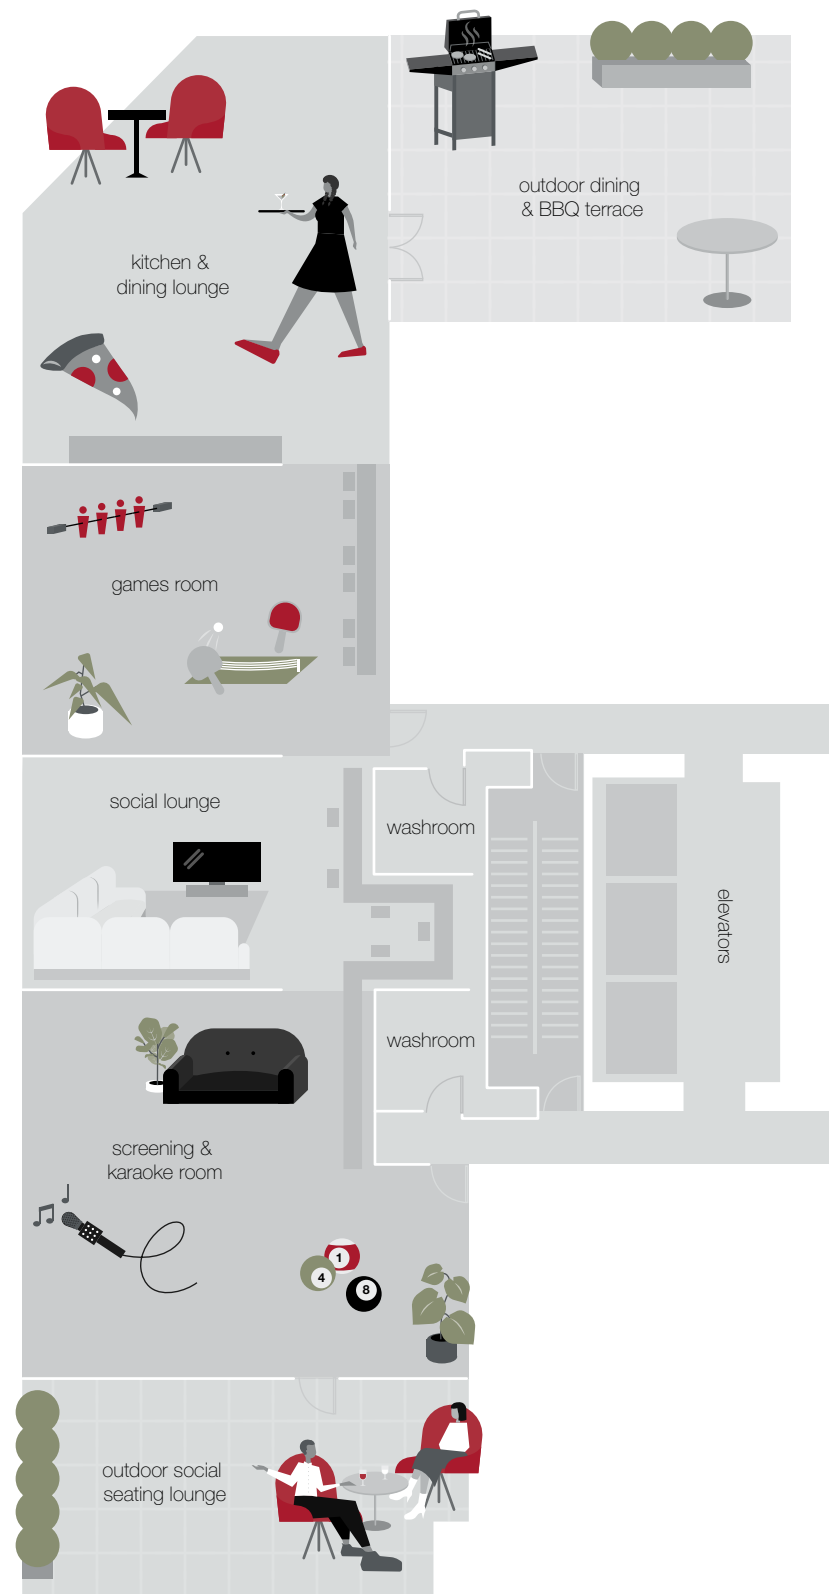 outdoor dining
& BBQ terrace
kitchen &
dining lounge
games room
social lounge
washroom
elevators
washroom
screening &
karaoke room
1
4
8
outdoor social
seating lounge